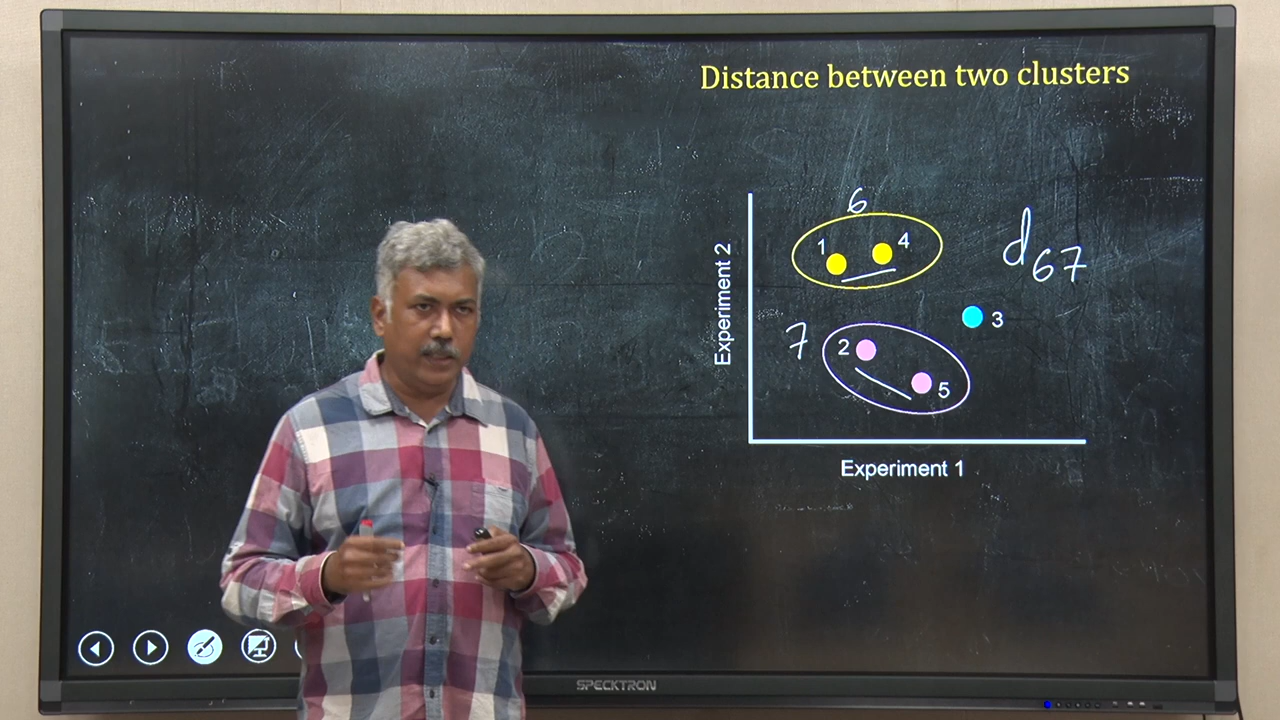 Distance between two clusters
6
1
4
d67
3
7
2
5
Experiment 2
Experiment 1
SPECKTRON